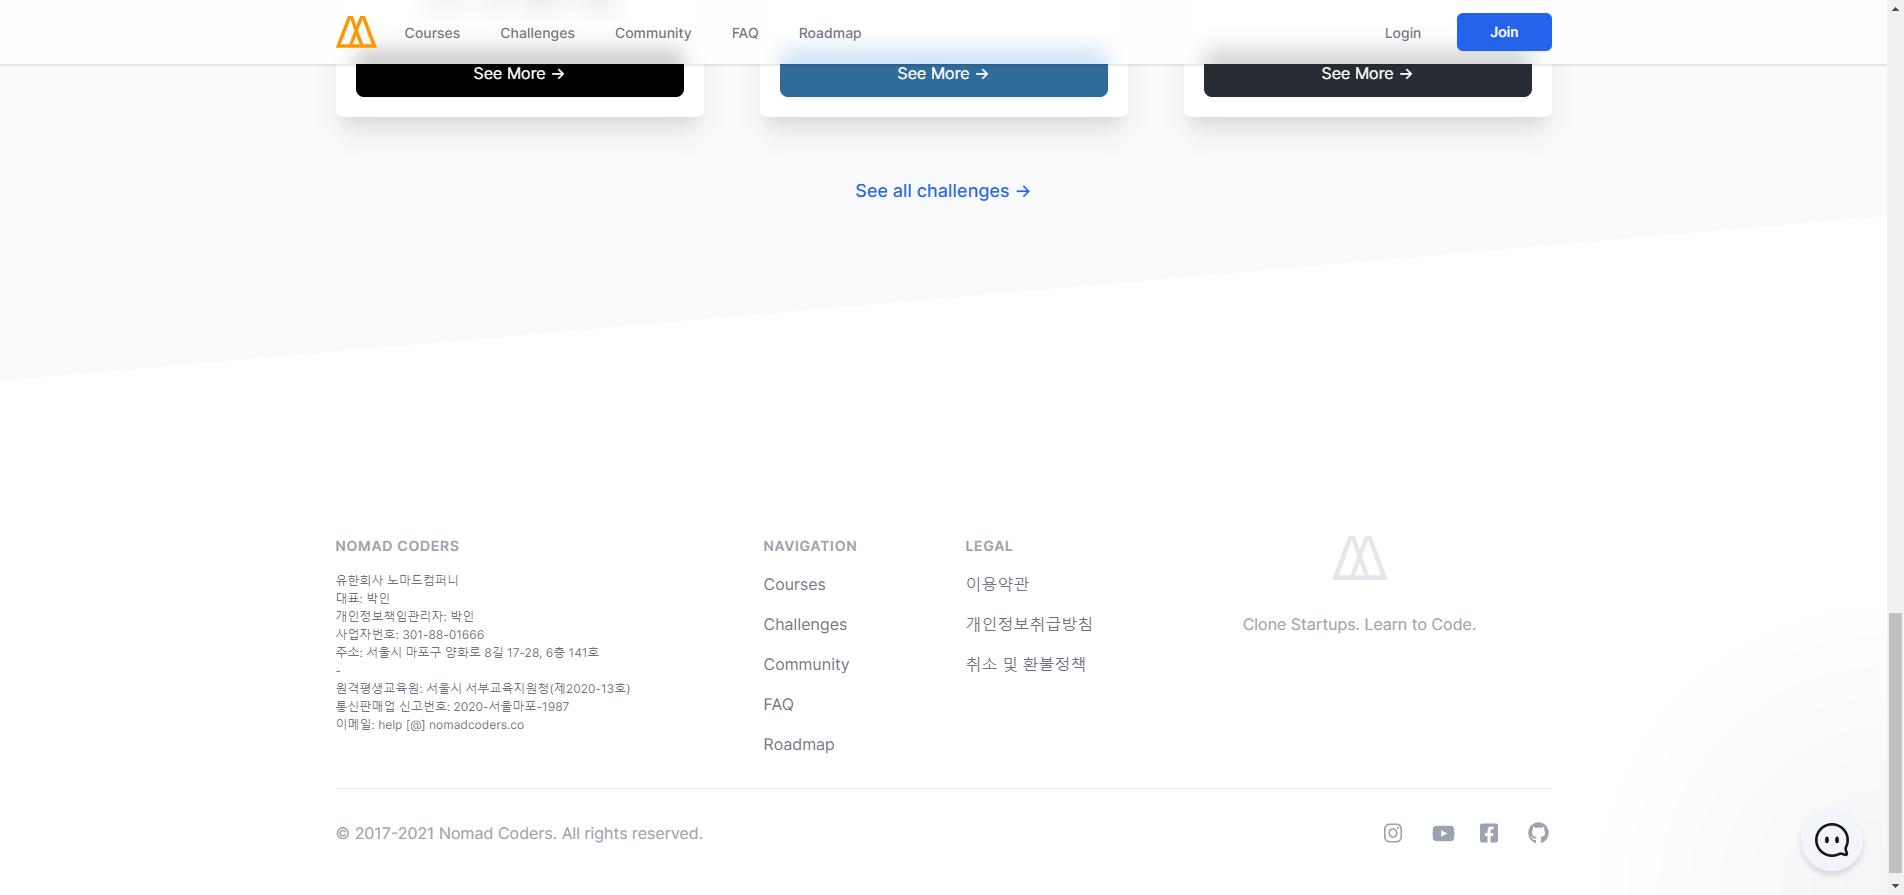 Courses
Challenges
Community
FAQ
Roadmap
Login
Join
See More →
See More →
See More →
See all challenges →
NOMAD CODERS
유한회사 노마드컴퍼니
대표: 박인
개인정보책임관리자: 박인
사업자번호: 301-88-01666
주소: 서울시 마포구 양화로 8길 17-28, 6층 141호
-
원격평생교육원: 서울시 서부교육지원청(제2020-13호)
통신판매업 신고번호: 2020-서울마포-1987
이메일: help [@] nomadcoders.co
NAVIGATION
Courses
Challenges
Community
FAQ
Roadmap
LEGAL
이용약관
개인정보취급방침
취소 및 환불정책
Clone Startups. Learn to Code.
© 2017-2021 Nomad Coders. All rights reserved.